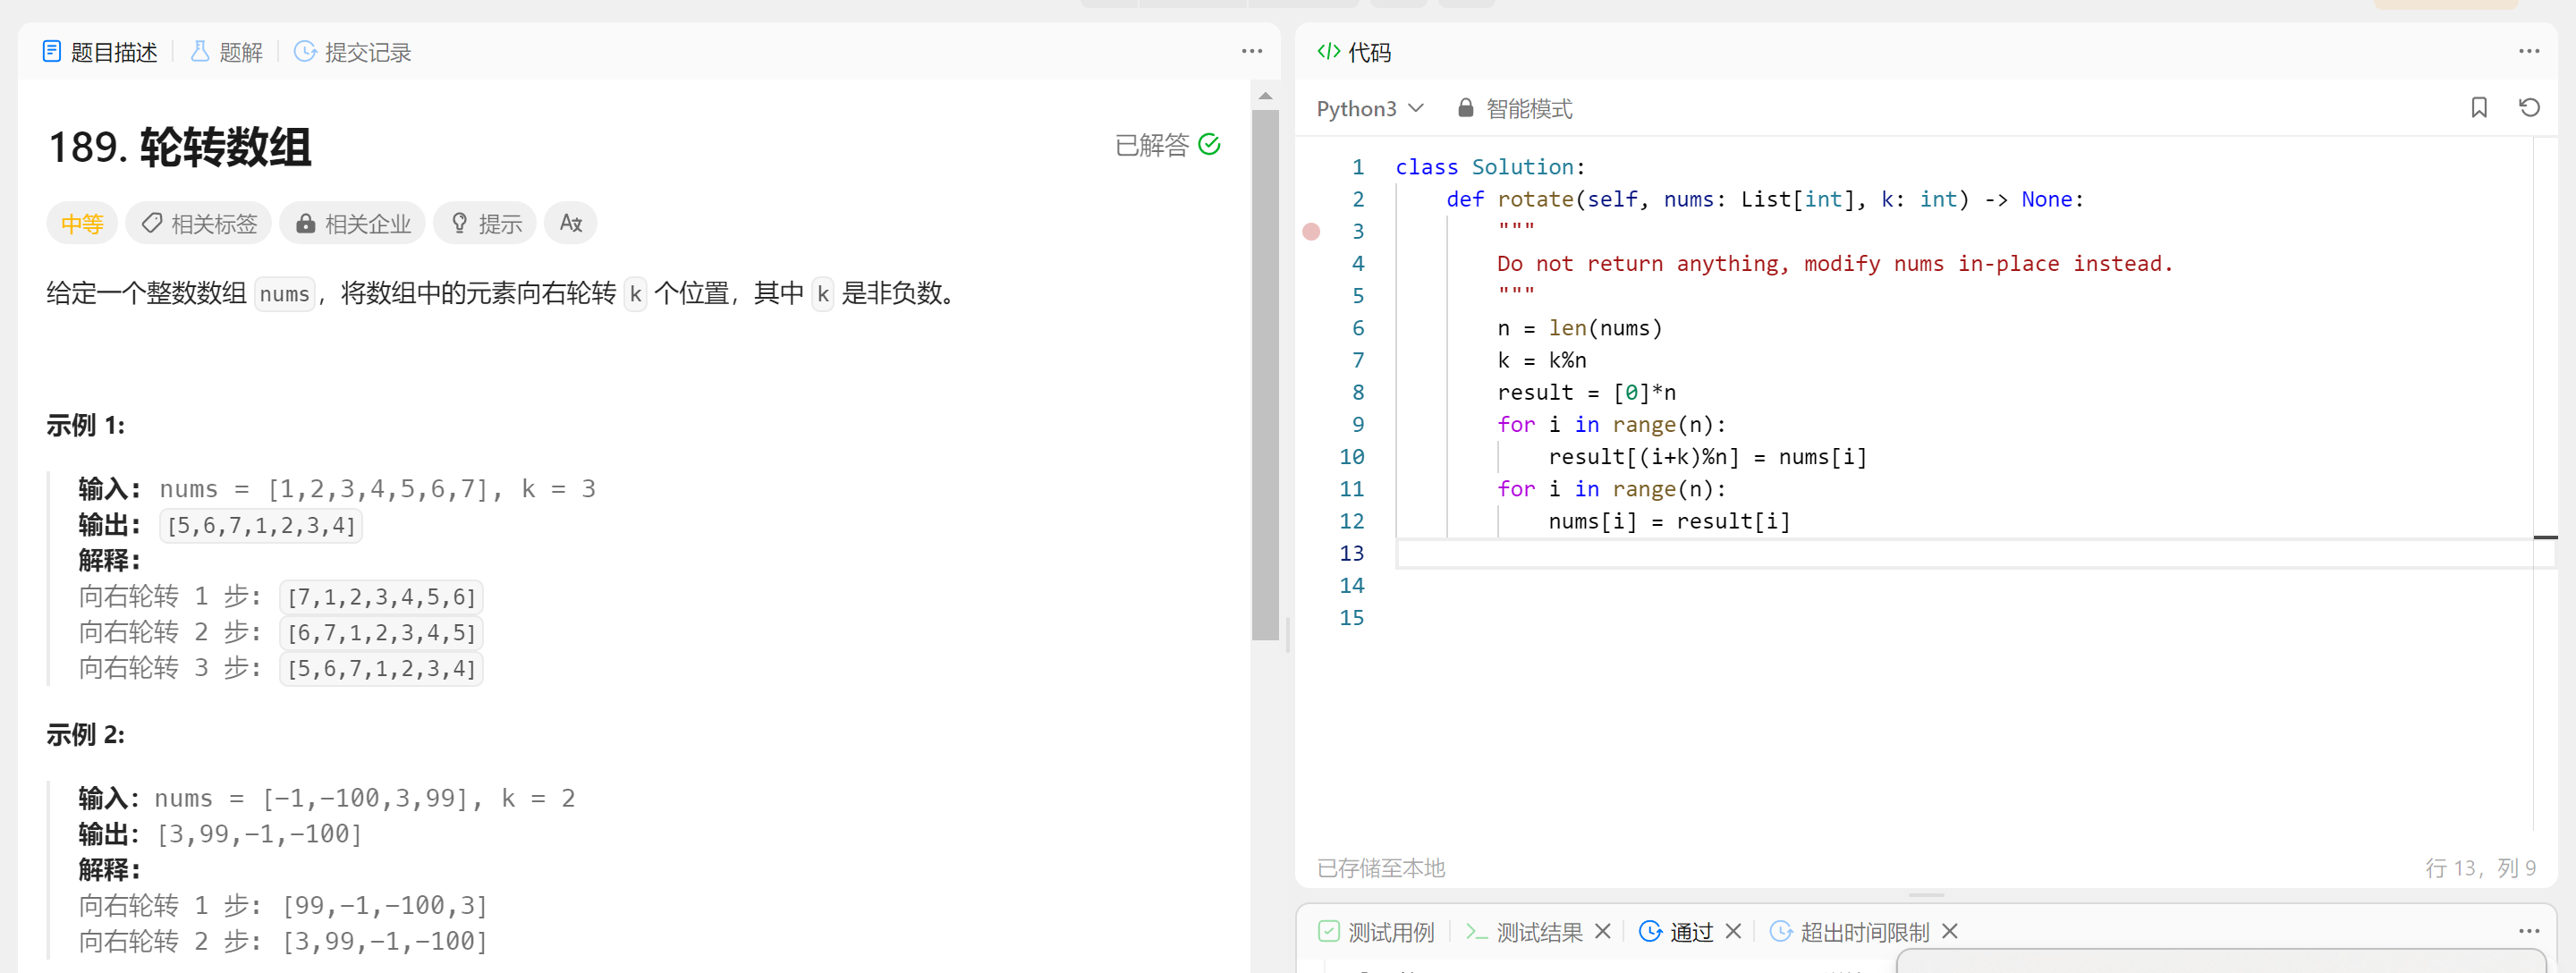 题目描述
题解
提交记录
189. 轮转数组
已解答
中等
相关标签
相关企业
提示
给定一个整数数组 nums，将数组中的元素向右轮转 k 个位置，其中 k 是非负数。
示例 1:
输入: nums = [1,2,3,4,5,6,7], k = 3
输出: [5,6,7,1,2,3,4]
解释:
向右轮转 1 步: [7,1,2,3,4,5,6]
向右轮转 2 步: [6,7,1,2,3,4,5]
向右轮转 3 步: [5,6,7,1,2,3,4]
示例 2:
输入: nums = [-1,-100,3,99], k = 2
输出: [3,99,-1,-100]
解释:
向右轮转 1 步: [99,-1,-100,3]
向右轮转 2 步: [3,99,-1,-100]
</> 代码
Python3
智能模式
1 class Solution:
2 def rotate(self, nums: List[int], k: int) -> None:
3 """
4 Do not return anything, modify nums in-place instead.
5 """
6 n = len(nums)
7 k = k%n
8 result = [0]*n
9 for i in range(n):
10 result[(i+k)%n] = nums[i]
11 for i in range(n):
12 nums[i] = result[i]
13
14
15
已存储至本地
行 13，列 9
测试用例
测试结果
通过
超出时间限制